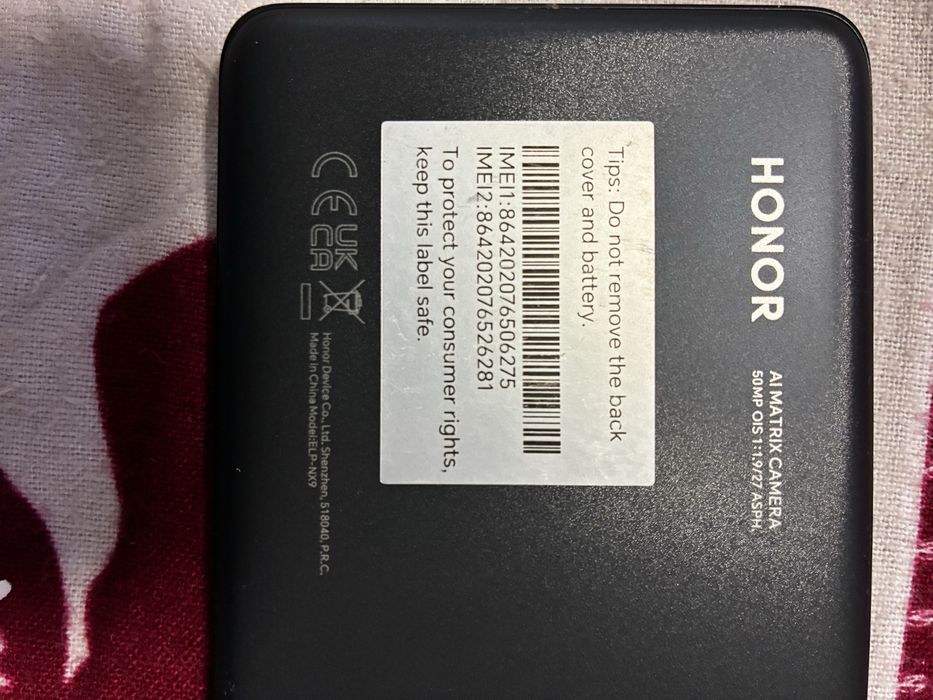 HONOR
AI MATRIX CAMERA
50MP OIS 1:1.9/27 ASPH.
Tips: Do not remove the back
cover and battery.
IMEI1:864202076506275
IMEI2:864202076526281
To protect your consumer rights,
keep this label safe.
CE UK CA
Honor Device Co., Ltd. Shenzhen, 518040, P.R.C.
Made in China Model:ELP-NX9